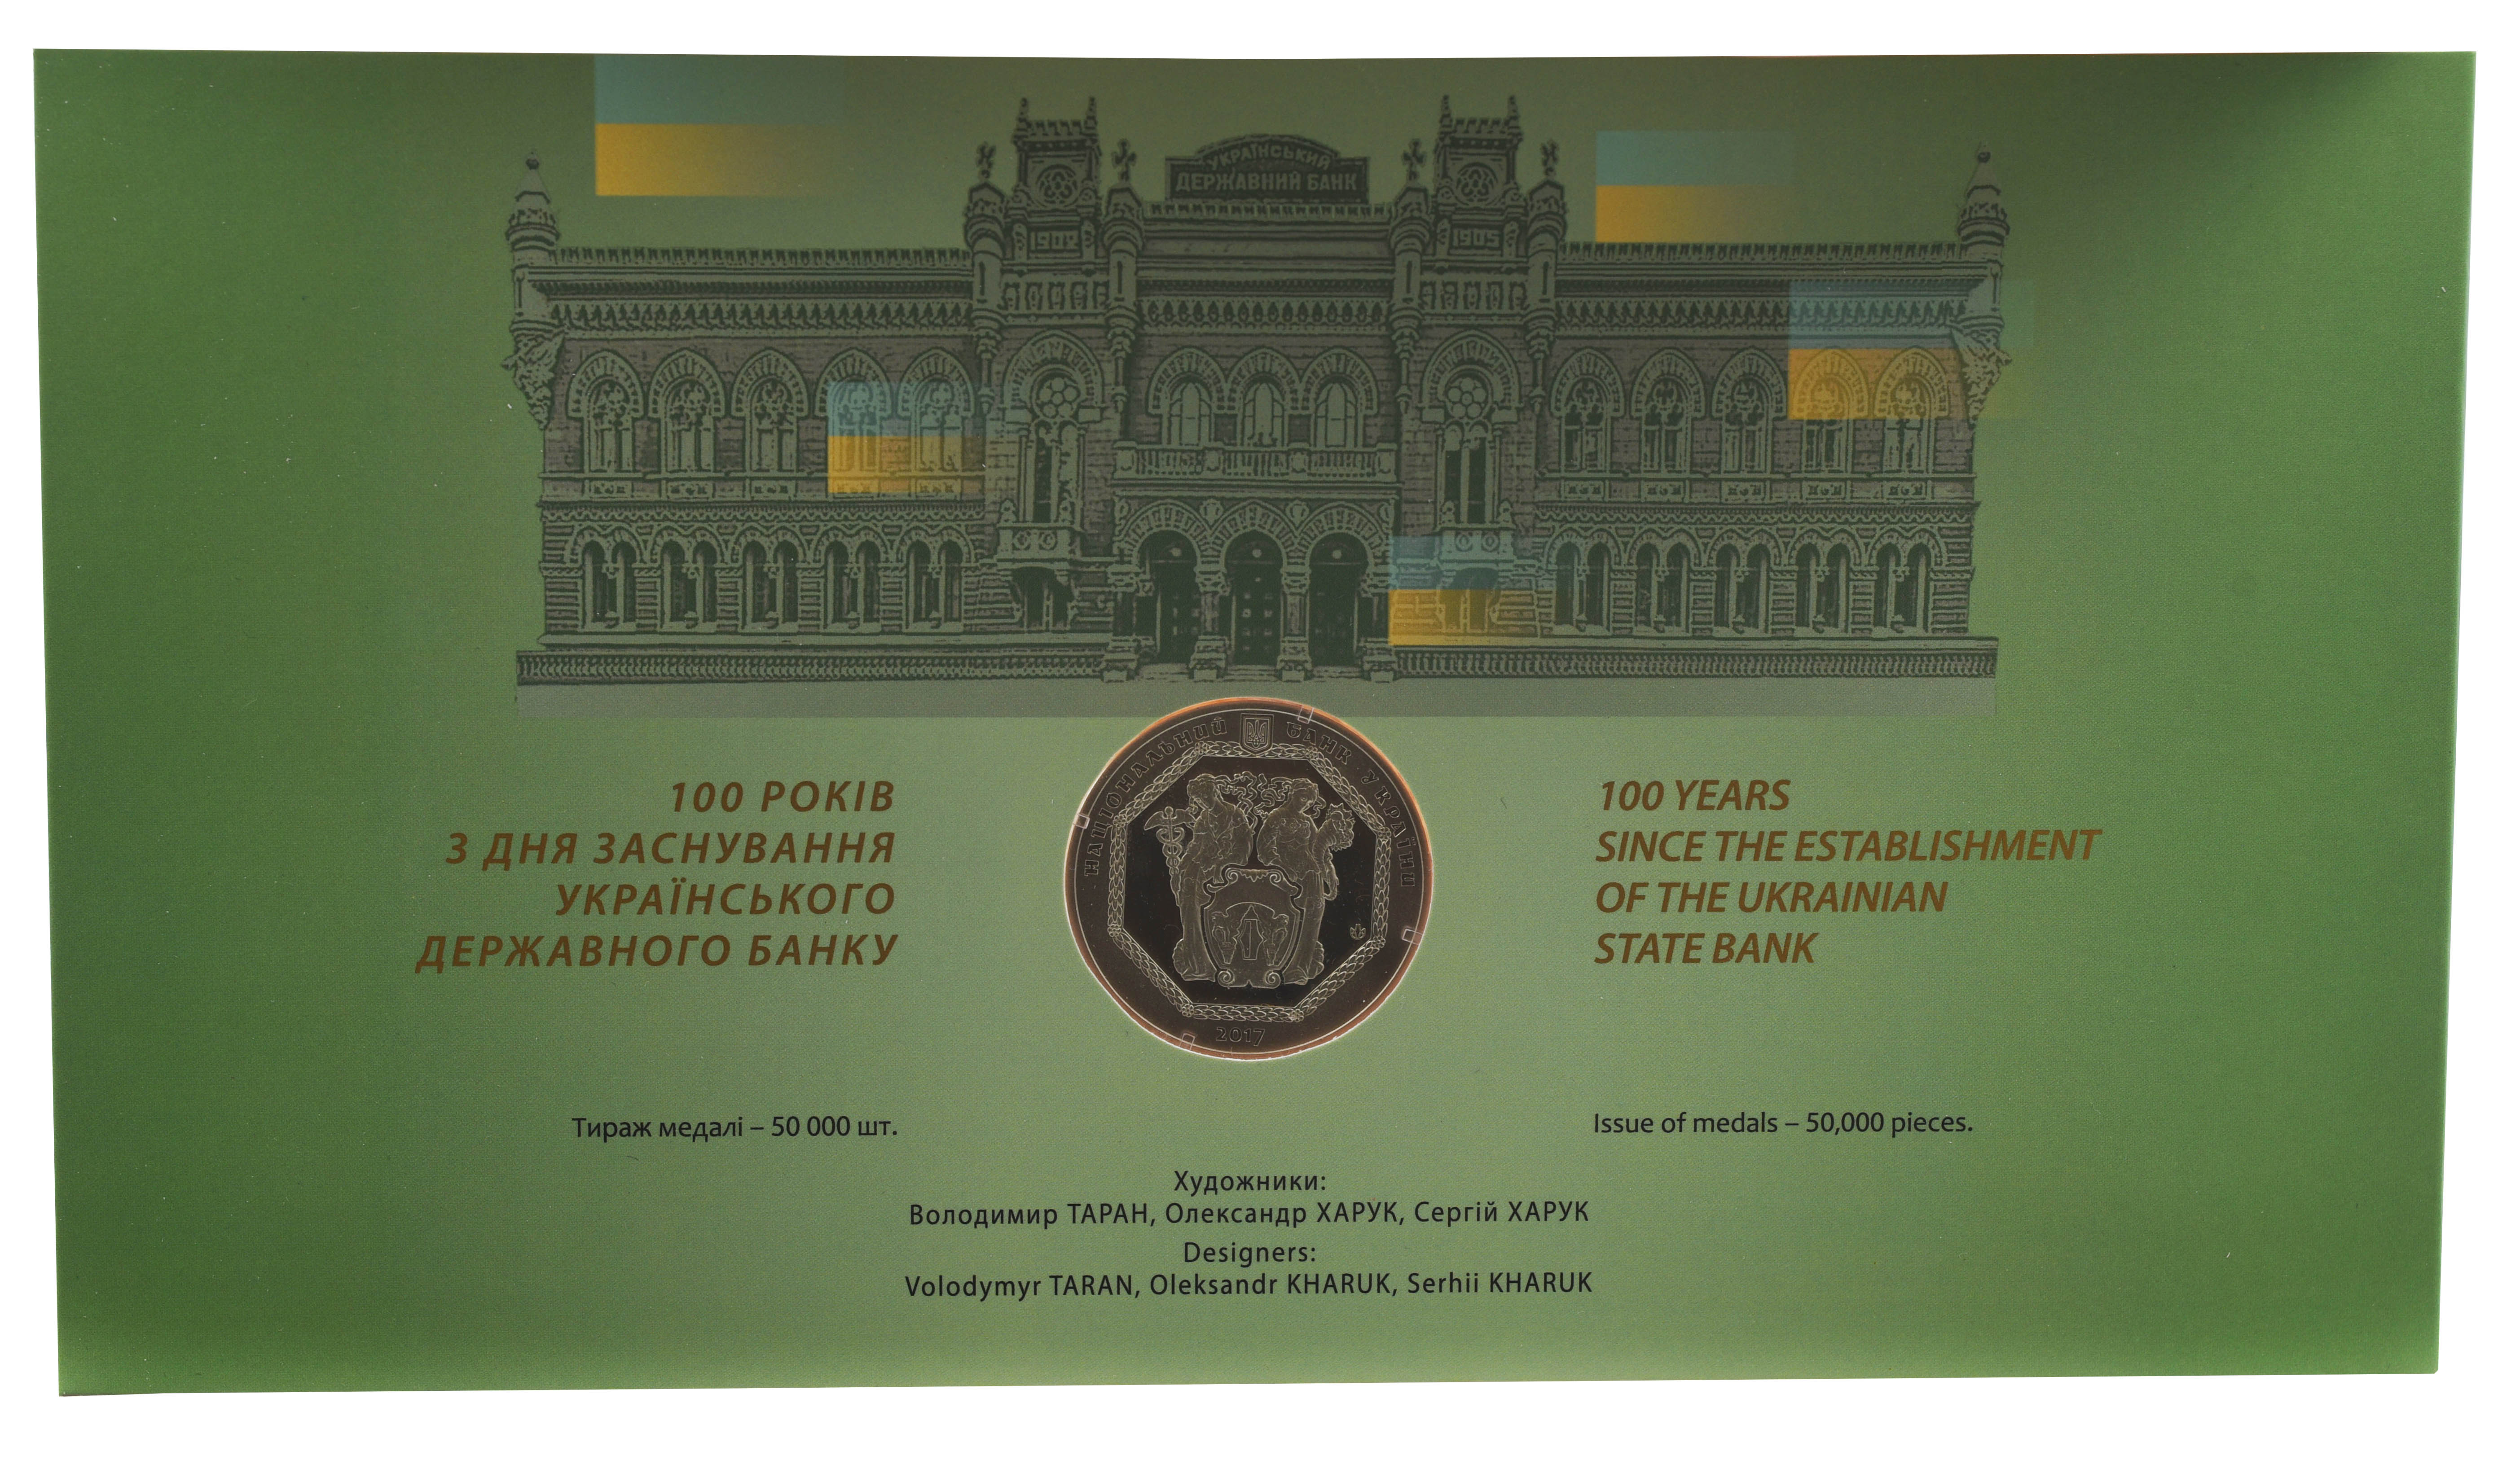 УКРАЇНСЬКИЙ
ДЕРЖАВНИЙ БАНК
1902
1905
НАЦІОНАЛЬНИЙ БАНК УКРАЇНИ
2017
100 РОКІВ
З ДНЯ ЗАСНУВАННЯ
УКРАЇНСЬКОГО
ДЕРЖАВНОГО БАНКУ
100 YEARS
SINCE THE ESTABLISHMENT
OF THE UKRAINIAN
STATE BANK
Тираж медалі – 50 000 шт.
Issue of medals – 50,000 pieces.
Художники:
Володимир ТАРАН, Олександр ХАРУК, Сергій ХАРУК
Designers:
Volodymyr TARAN, Oleksandr KHARUK, Serhii KHARUK